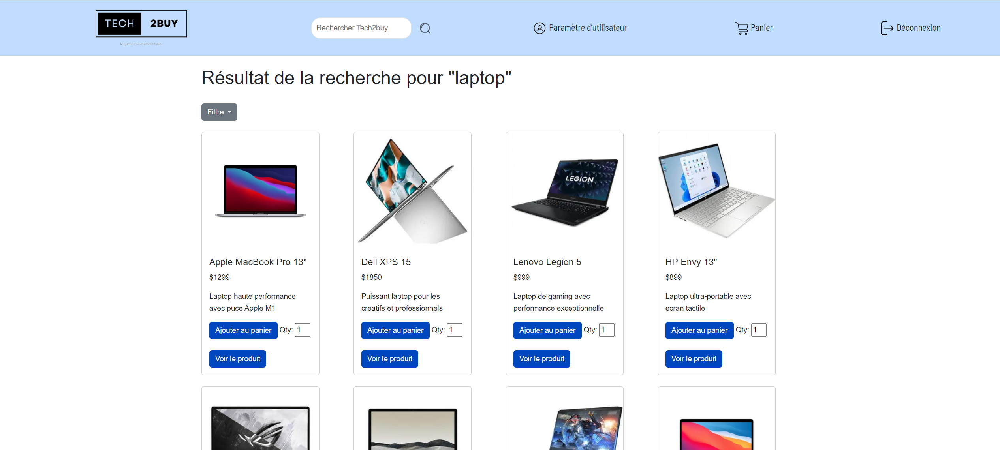 TECH 2BUY
Magazinez-Revendez-Recyclez
Rechercher Tech2buy
Paramètre d'utilisateur
Panier
Déconnexion
Résultat de la recherche pour "laptop"
Filtre
LEGION
Apple MacBook Pro 13"
$1299
Laptop haute performance
avec puce Apple M1
Ajouter au panier Qty: 1
Voir le produit
Dell XPS 15
$1850
Puissant laptop pour les
creatifs et professionnels
Ajouter au panier Qty: 1
Voir le produit
Lenovo Legion 5
$999
Laptop de gaming avec
performance exceptionnelle
Ajouter au panier Qty: 1
Voir le produit
HP Envy 13"
$899
Laptop ultra-portable avec
ecran tactile
Ajouter au panier Qty: 1
Voir le produit